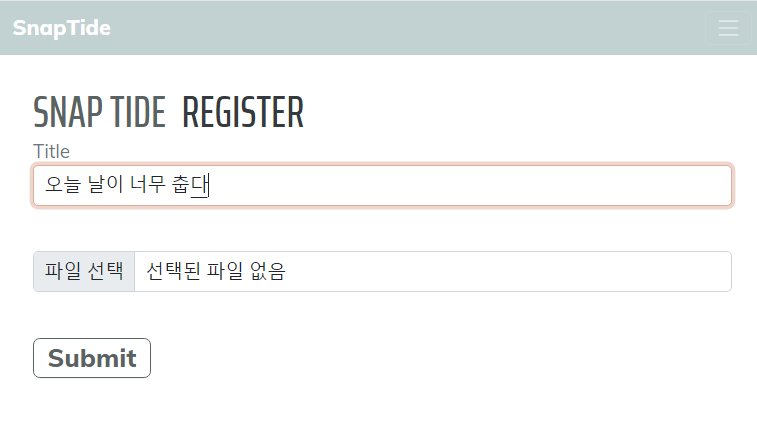 SnapTide
SNAP TIDE REGISTER
Title
오늘 날이 너무 춥다
파일 선택 선택된 파일 없음
Submit